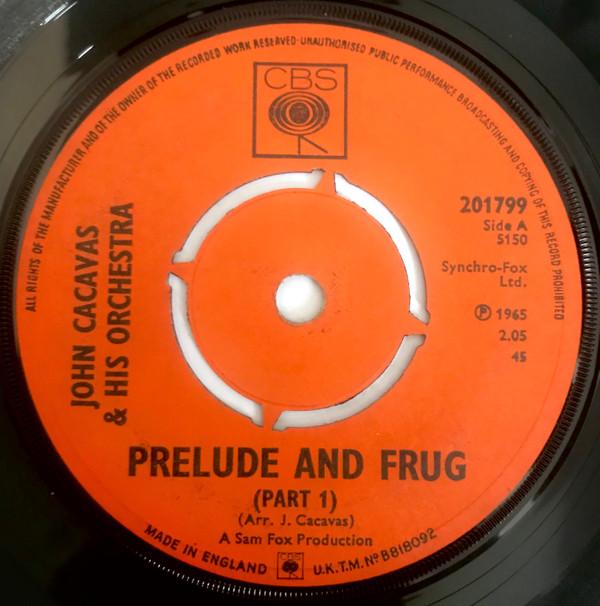 ALL RIGHTS OF THE MANUFACTURER AND OF THE OWNER OF THE RECORDED WORK RESERVED·UNAUTHORISED PUBLIC PERFORMANCE BROADCASTING AND COPYING OF THIS RECORD PROHIBITED
CBS
JOHN CACAVAS
& HIS ORCHESTRA
201799
Side A
5150
Synchro-Fox
Ltd.
℗ 1965
2.05
45
PRELUDE AND FRUG
(PART 1)
(Arr. J. Cacavas)
A Sam Fox Production
MADE IN ENGLAND CBS U.K.T.M. Nº B818092